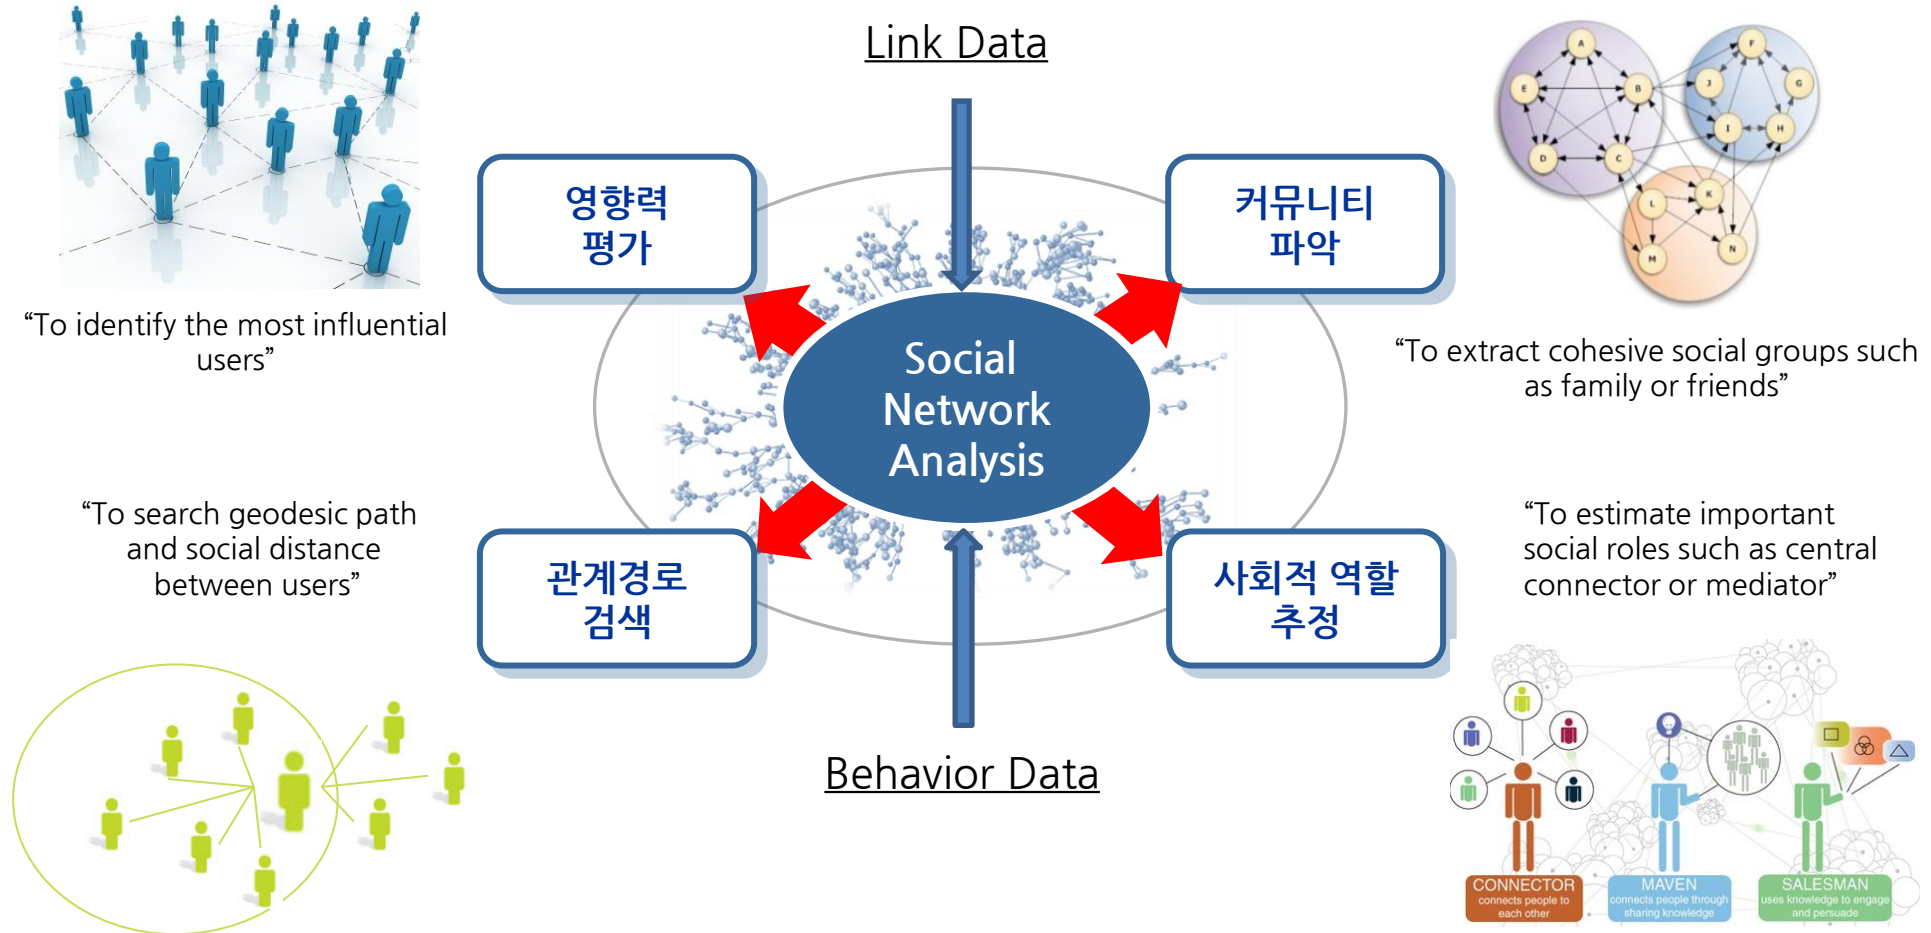 Link Data
영향력
평가
커뮤니티
파악
“To identify the most influential
users”
A
E
B
D
C
F
J
G
I
H
K
L
M
N
“To extract cohesive social groups such
as family or friends”
Social
Network
Analysis
“To search geodesic path
and social distance
between users”
관계경로
검색
사회적 역할
추정
“To estimate important
social roles such as central
connector or mediator”
Behavior Data
CONNECTOR
connects people to
each other
MAVEN
connects people through
sharing knowledge
SALESMAN
uses knowledge to engage
and persuade